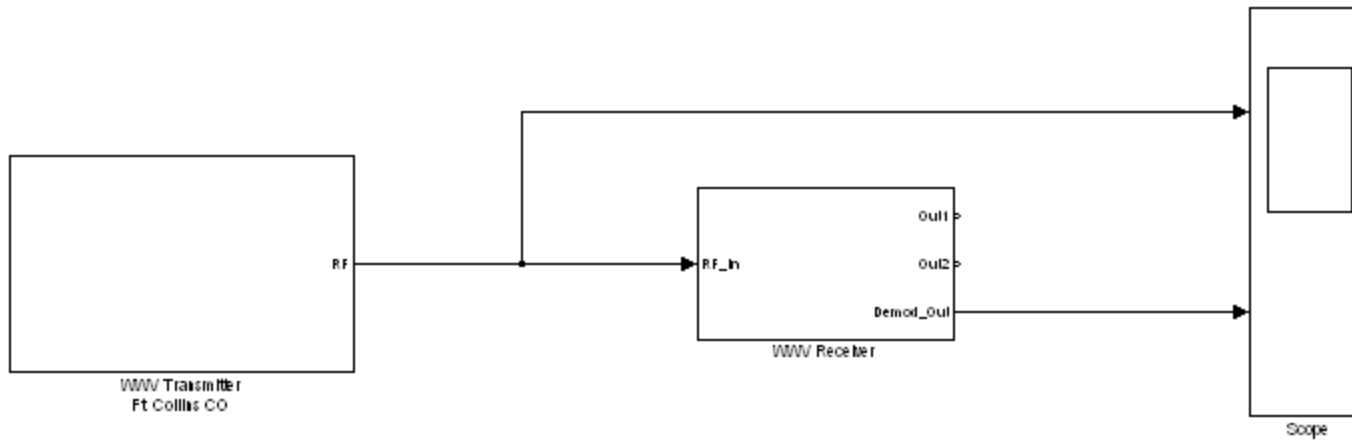 RF
WWV Transmitter
Ft Collins CO
RF_In
Out1
Out2
Demod_Out
WWV Receiver
Scope